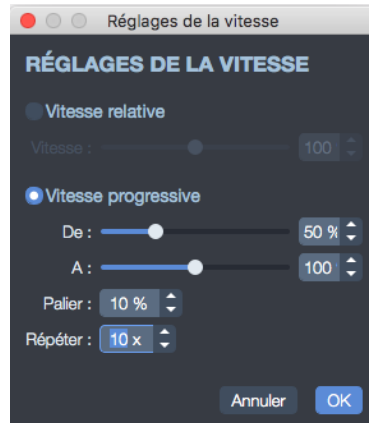 Réglages de la vitesse
RÉGLAGES DE LA VITESSE
Vitesse relative
Vitesse : 100
Vitesse progressive
De : 50 %
A : 100
Palier : 10 %
Répéter : 10 x
Annuler OK